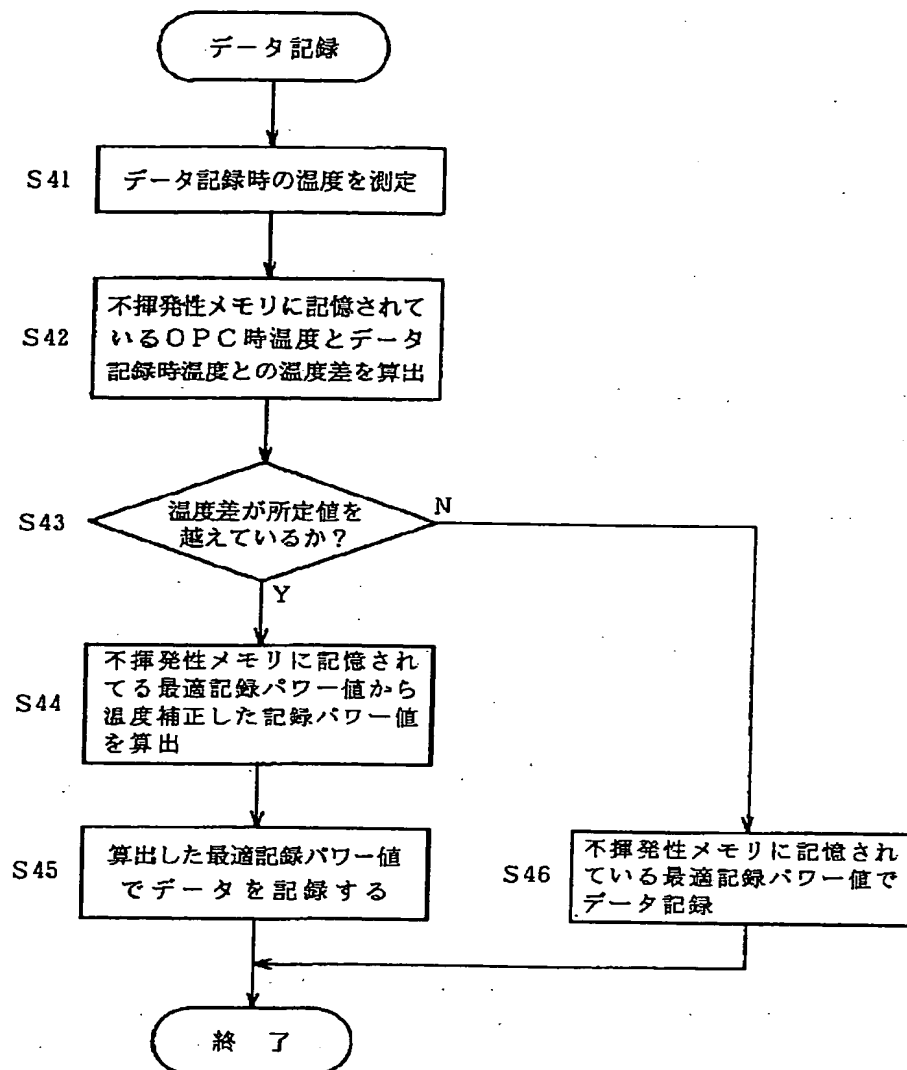 データ記録
S41
データ記録時の温度を測定
S42
不揮発性メモリに記憶されて
いるOPC時温度とデータ
記録時温度との温度差を算出
S43
温度差が所定値を
越えているか？
N
Y
S44
不揮発性メモリに記憶され
てる最適記録パワー値から
温度補正した記録パワー値
を算出
S45
算出した最適記録パワー値
でデータを記録する
S46
不揮発性メモリに記憶され
ている最適記録パワー値で
データ記録
終 了